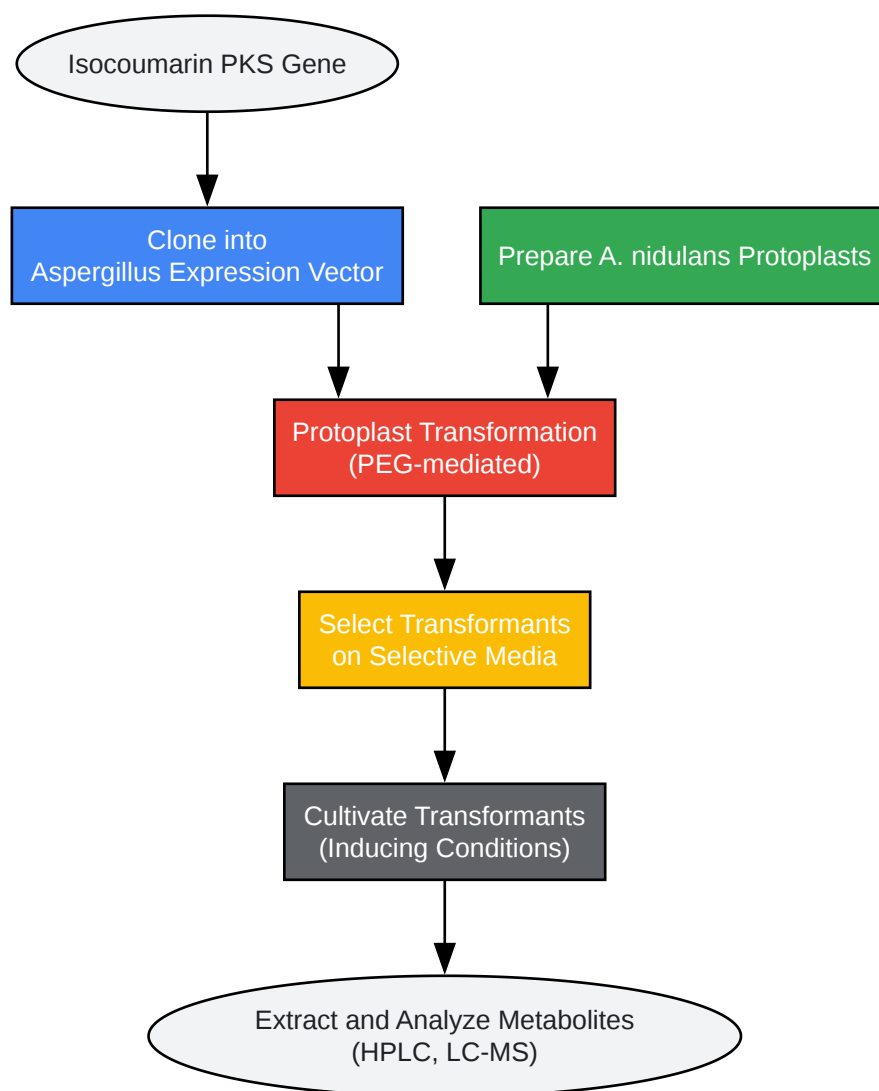 Isocoumarin PKS Gene
Clone into
Aspergillus Expression Vector
Prepare A. nidulans Protoplasts
Protoplast Transformation
(PEG-mediated)
Select Transformants
on Selective Media
Cultivate Transformants
(Inducing Conditions)
Extract and Analyze Metabolites
(HPLC, LC-MS)